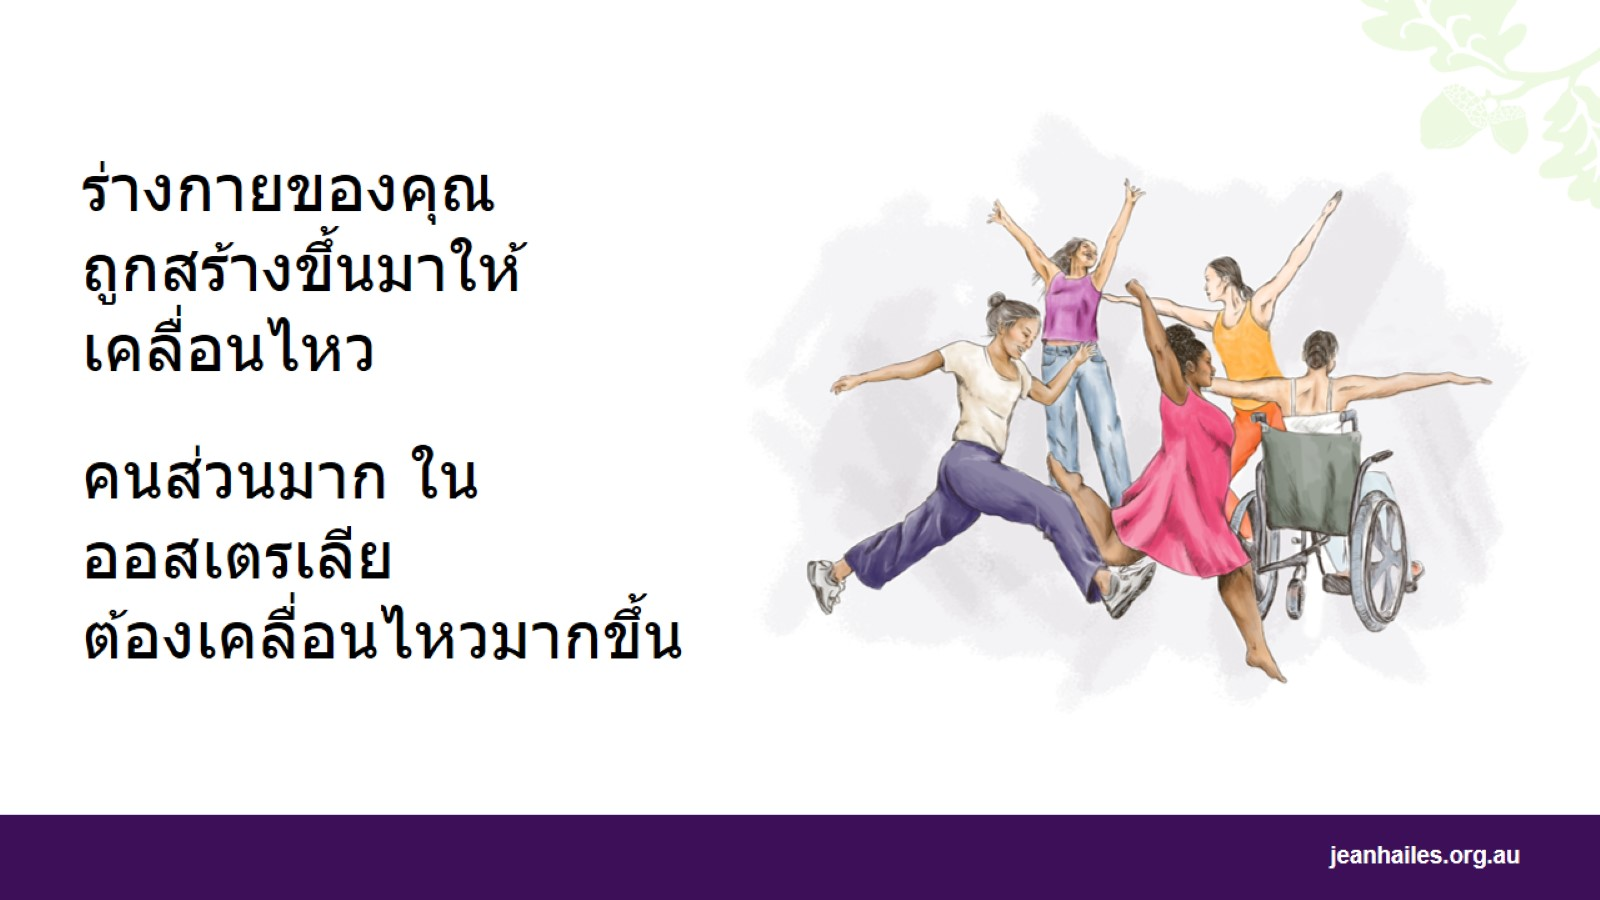 ร่างกายของคุณ
ถูกสร้างขึ้นมาให้
เคลื่อนไหว
คนส่วนมาก ใน
ออสเตรเลีย
ต้องเคลื่อนไหวมากขึ้น
jeanhailes.org.au